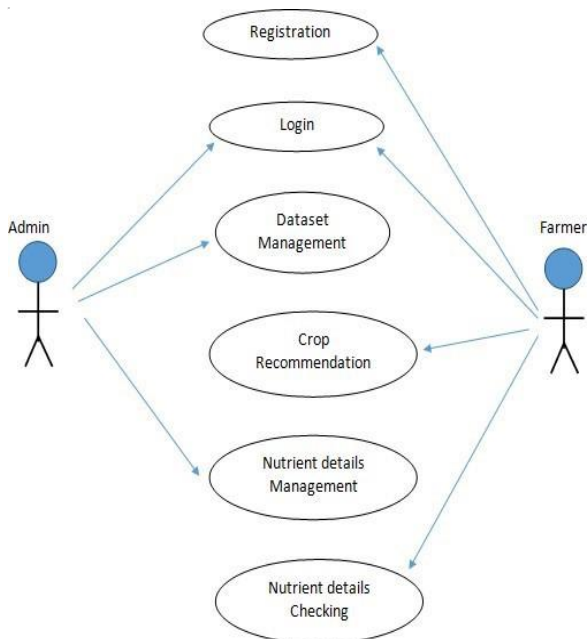 Registration
Login
Admin
Dataset
Management
Farmer
Crop
Recommendation
Nutrient details
Management
Nutrient details
Checking